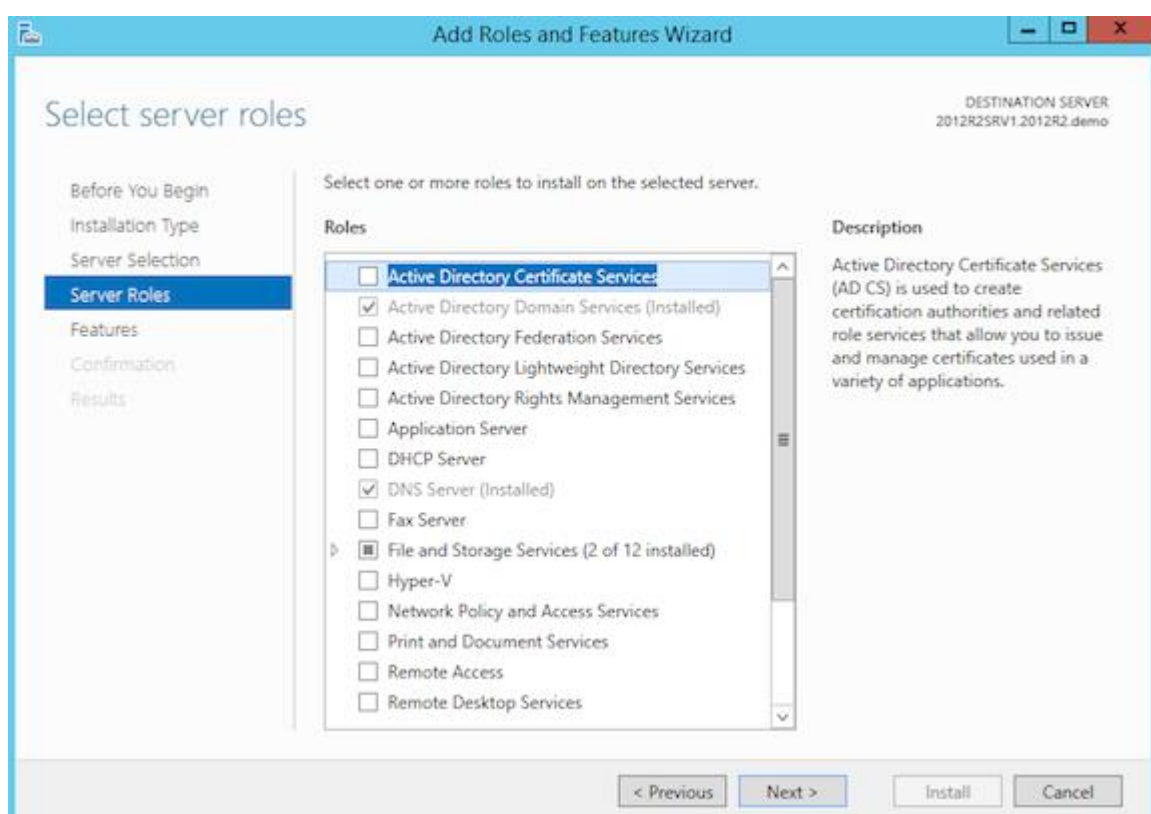 Add Roles and Features Wizard
Select server roles
DESTINATION SERVER
2012R2SRV1.2012R2.demo
Before You Begin
Installation Type
Server Selection
Server Roles
Features
Confirmation
Results
Select one or more roles to install on the selected server.
Roles
Active Directory Certificate Services
Active Directory Domain Services (Installed)
Active Directory Federation Services
Active Directory Lightweight Directory Services
Active Directory Rights Management Services
Application Server
DHCP Server
DNS Server (Installed)
Fax Server
File and Storage Services (2 of 12 installed)
Hyper-V
Network Policy and Access Services
Print and Document Services
Remote Access
Remote Desktop Services
Description
Active Directory Certificate Services
(AD CS) is used to create
certification authorities and related
role services that allow you to issue
and manage certificates used in a
variety of applications.
< Previous
Next >
Install
Cancel